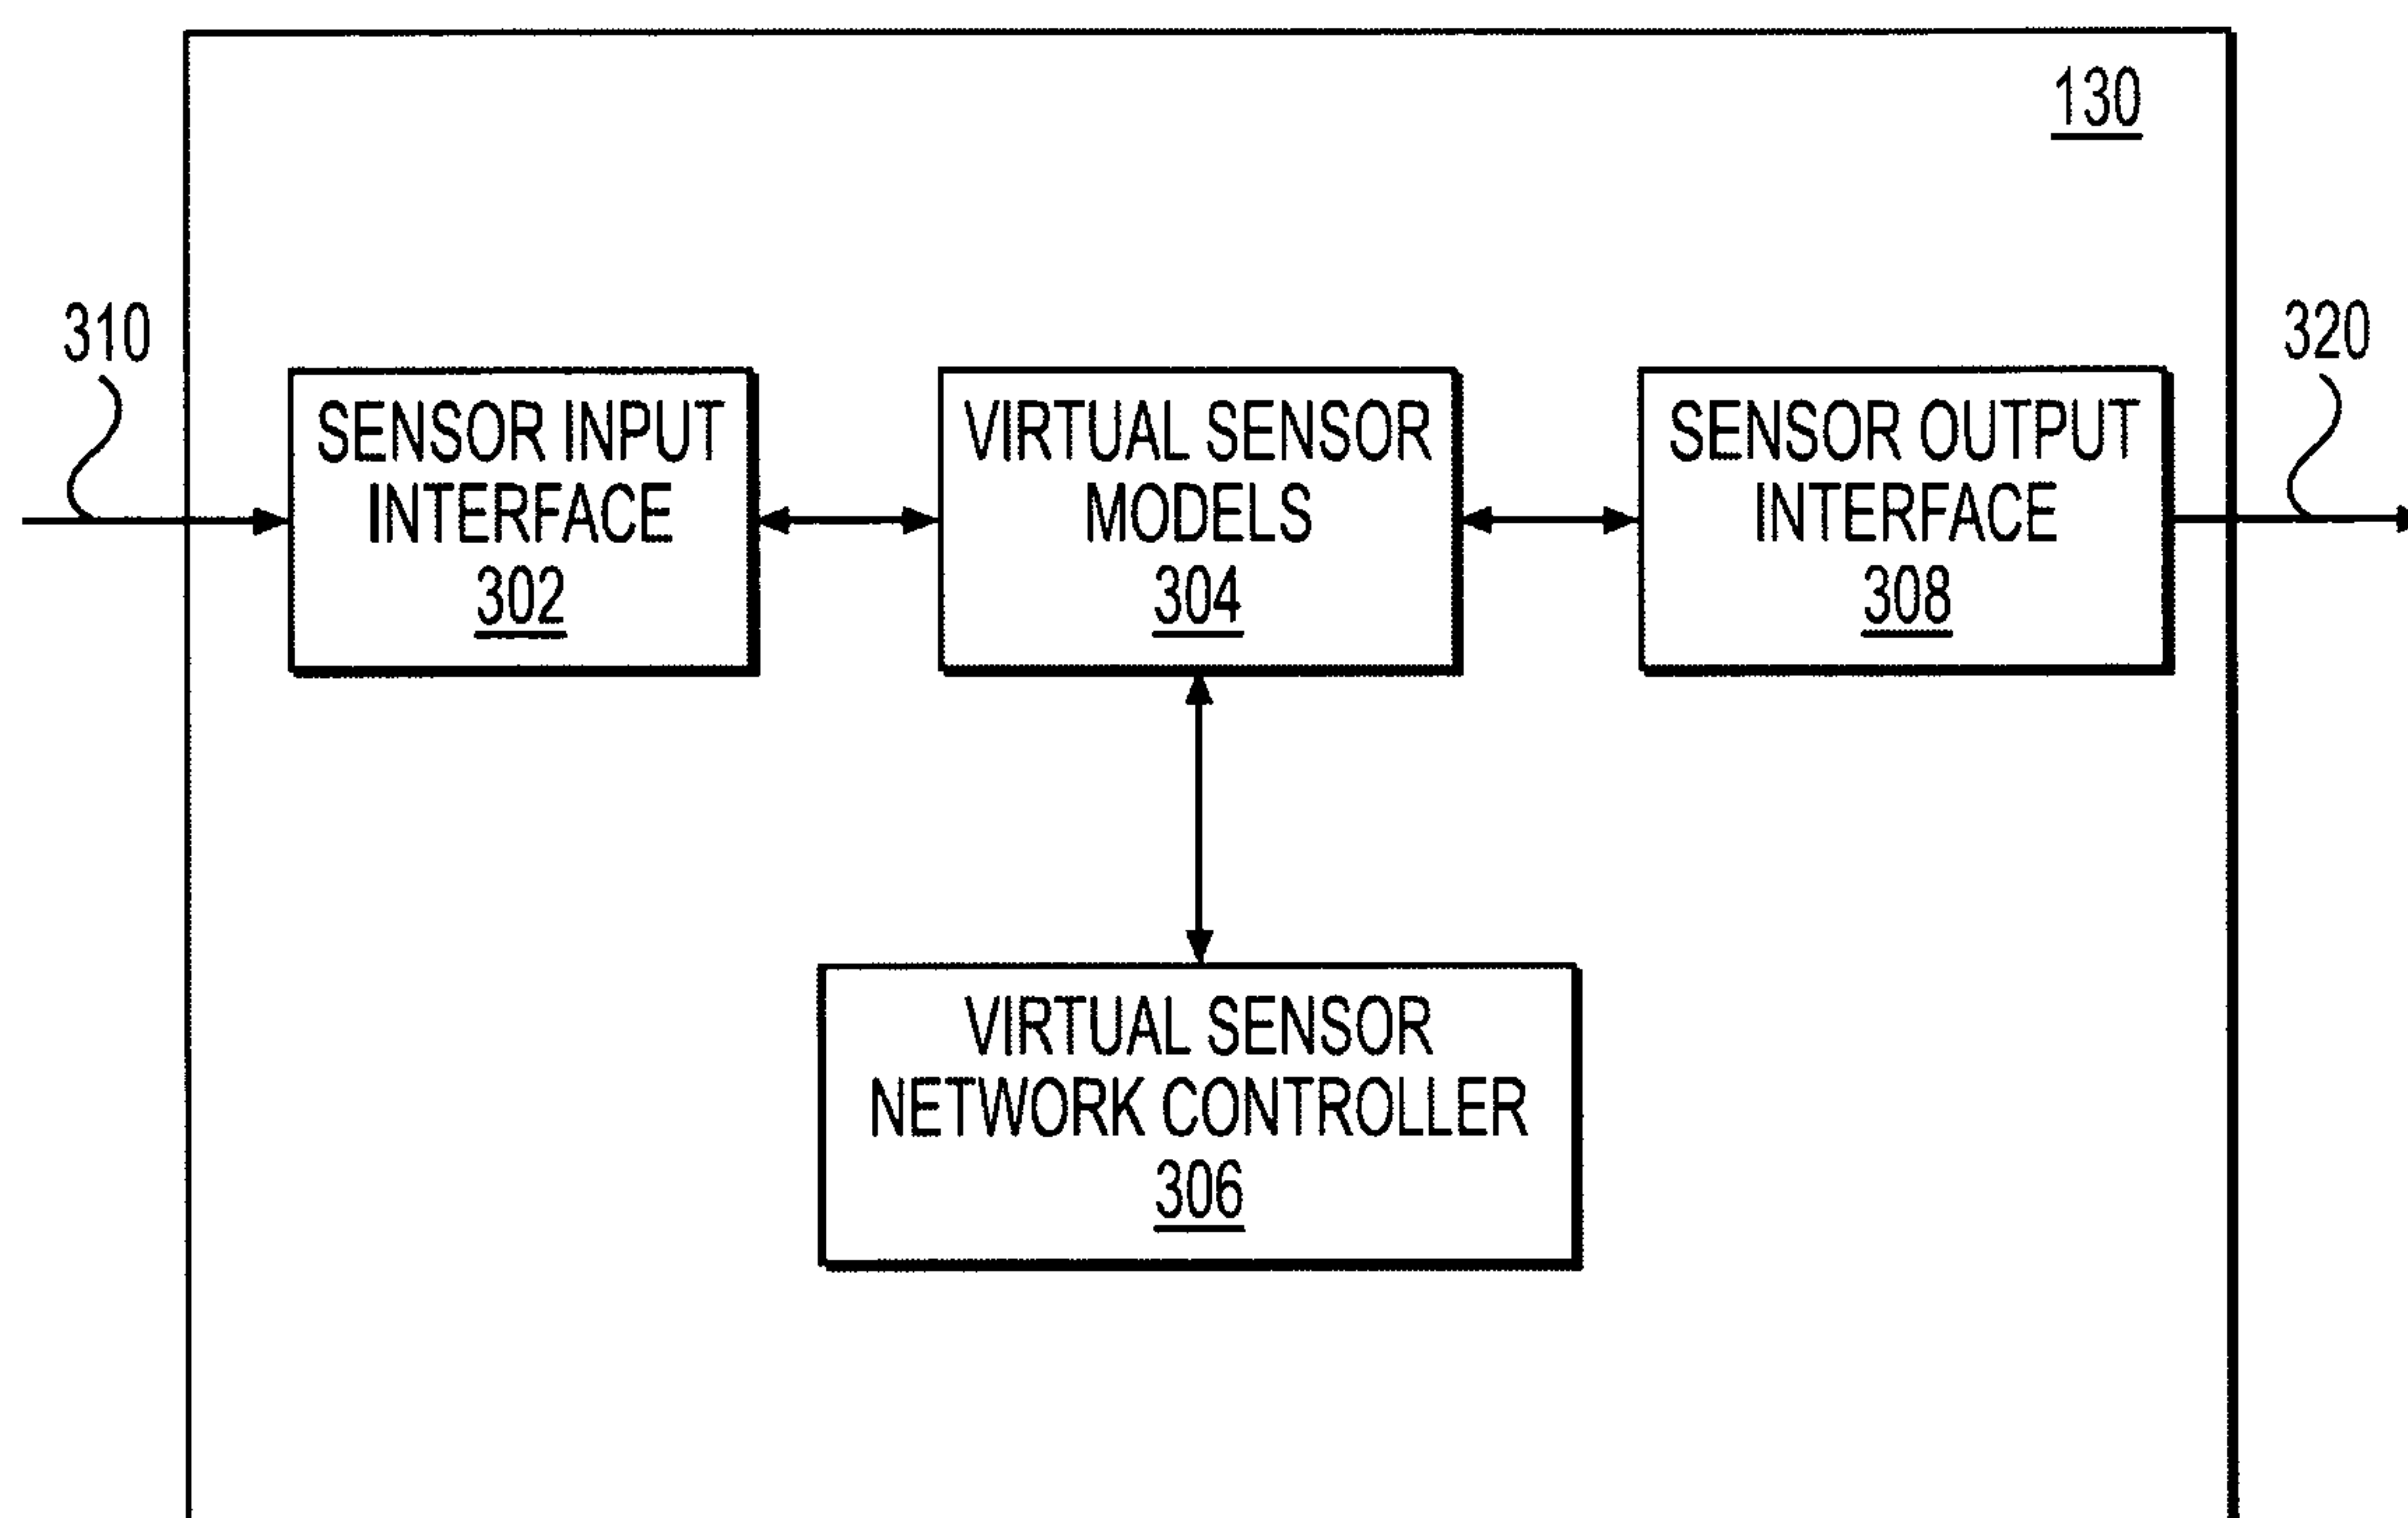 130
310
320
SENSOR INPUT
INTERFACE
302
VIRTUAL SENSOR
MODELS
304
SENSOR OUTPUT
INTERFACE
308
VIRTUAL SENSOR
NETWORK CONTROLLER
306